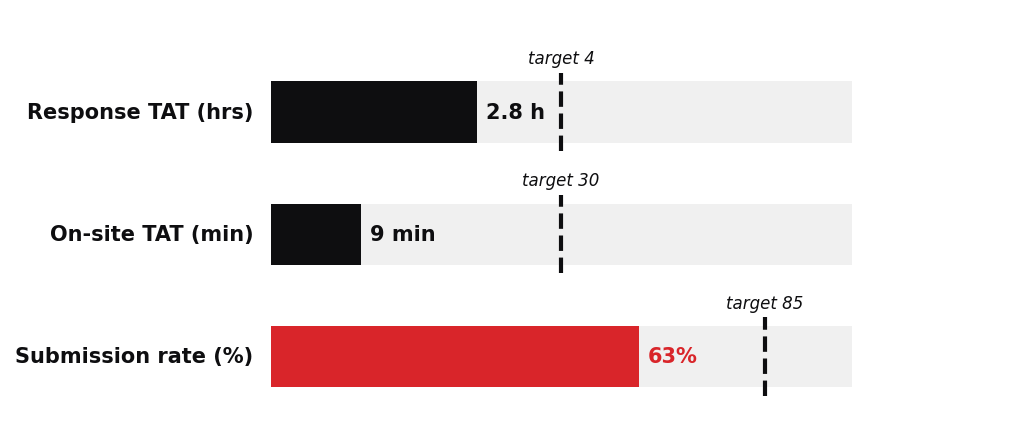 target 4
Response TAT (hrs)
2.8 h
target 30
On-site TAT (min)
9 min
target 85
Submission rate (%)
63%